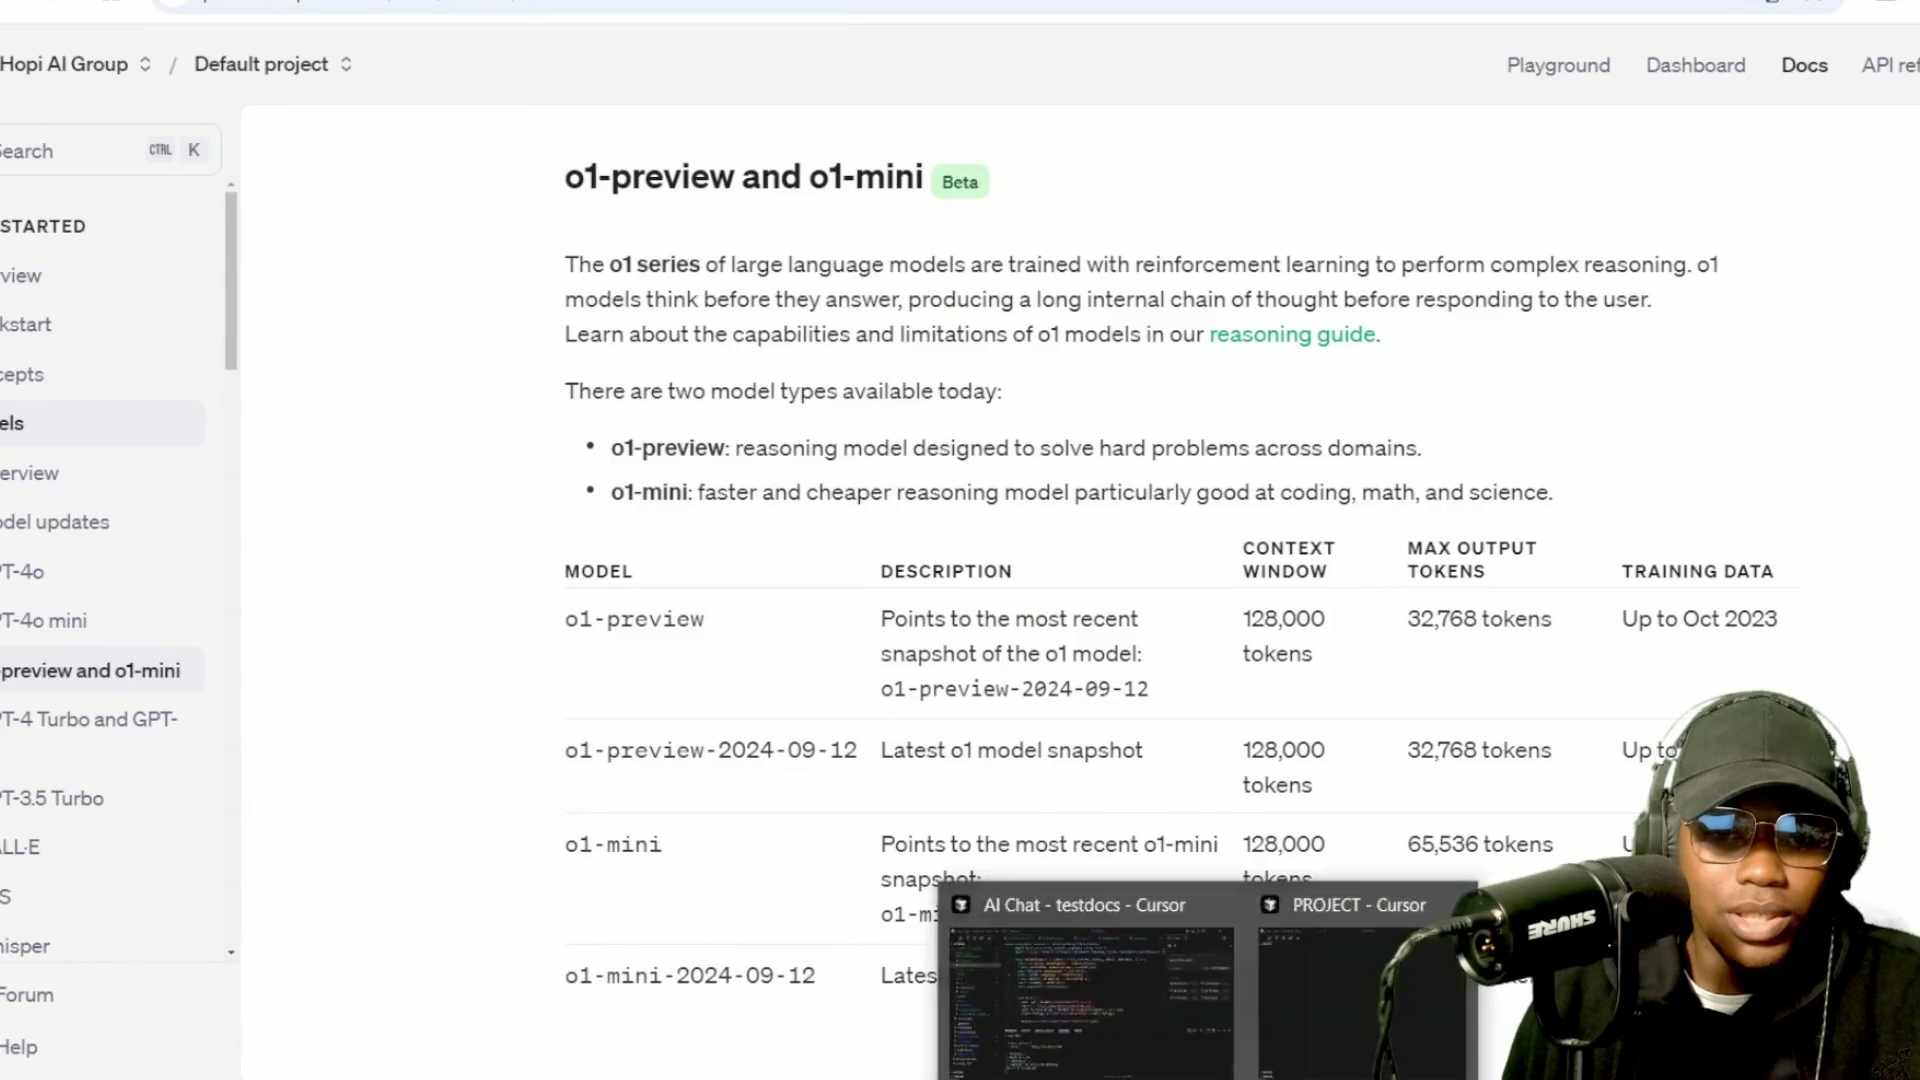 Hopi AI Group / Default project
Playground Dashboard Docs API ref
Search CTRL K
STARTED
view
kstart
cepts
els
erview
del updates
T-4o
T-4o mini
preview and o1-mini
T-4 Turbo and GPT-
T-3.5 Turbo
LL·E
S
isper
Forum
Help
o1-preview and o1-mini Beta
The o1 series of large language models are trained with reinforcement learning to perform complex reasoning. o1
models think before they answer, producing a long internal chain of thought before responding to the user.
Learn about the capabilities and limitations of o1 models in our reasoning guide.
There are two model types available today:
• o1-preview: reasoning model designed to solve hard problems across domains.
• o1-mini: faster and cheaper reasoning model particularly good at coding, math, and science.
MODEL DESCRIPTION CONTEXT WINDOW MAX OUTPUT TOKENS TRAINING DATA
o1-preview Points to the most recent 128,000 32,768 tokens Up to Oct 2023
snapshot of the o1 model: tokens
o1-preview-2024-09-12
o1-preview-2024-09-12 Latest o1 model snapshot 128,000 32,768 tokens Up to
tokens
o1-mini Points to the most recent o1-mini 128,000 65,536 tokens U
snapshot: tokens
o1-mi
o1-mini-2024-09-12 Lates
AI Chat - testdocs - Cursor
PROJECT - Cursor
SHURE